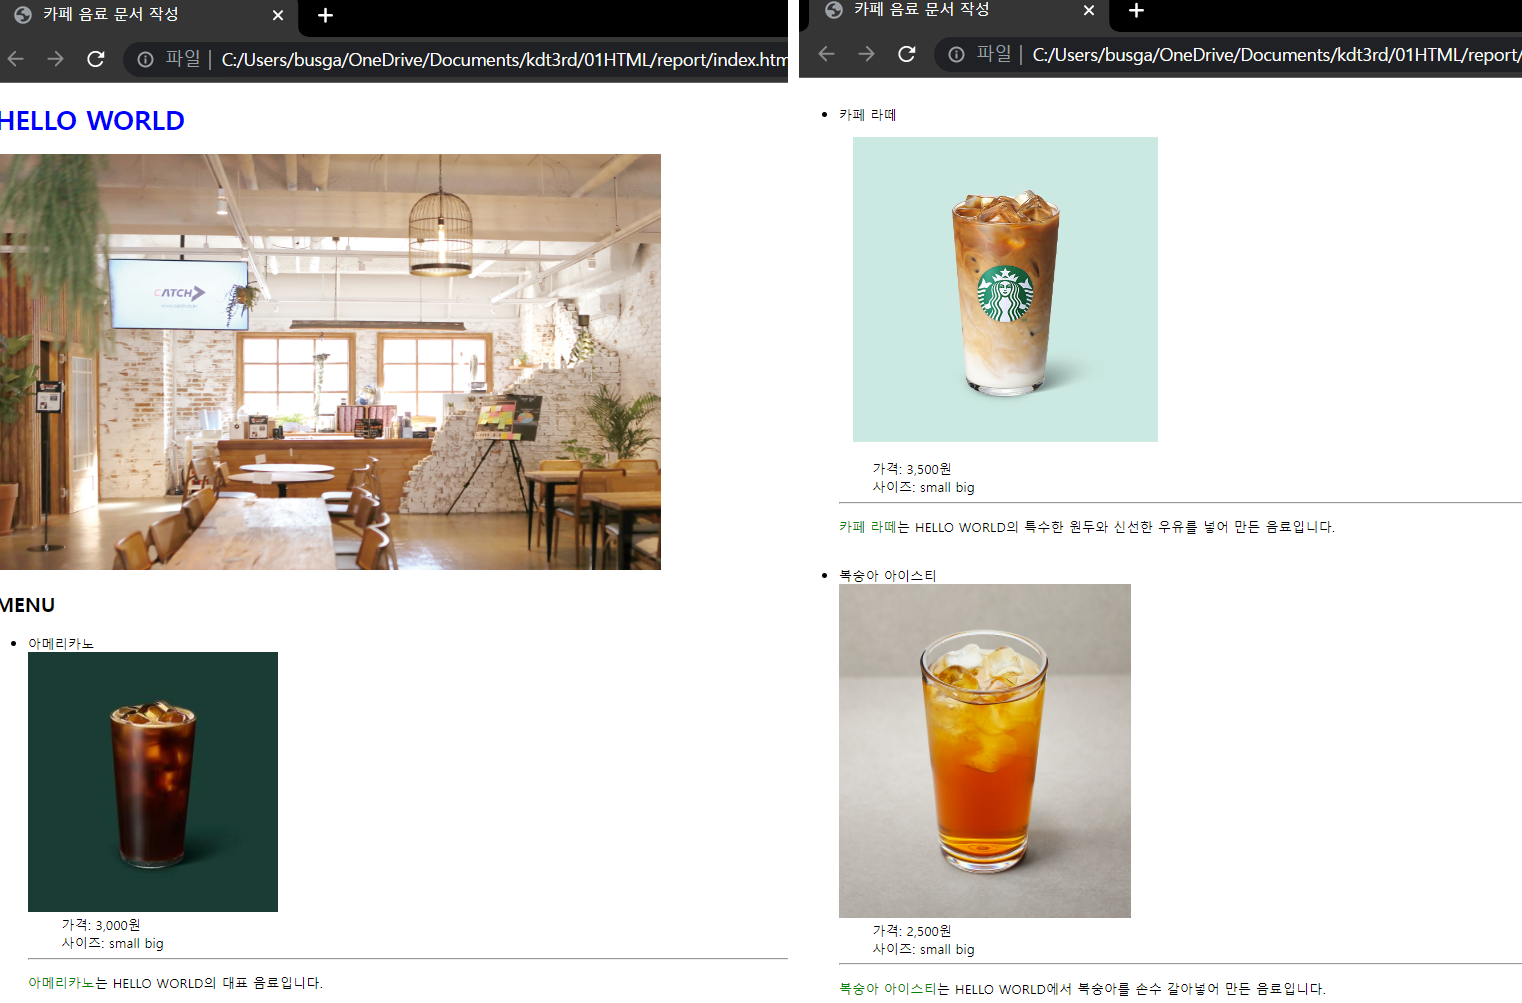 카페 음료 문서 작성
파일 | C:/Users/busga/OneDrive/Documents/kdt3rd/01HTML/report/index.htm
HELLO WORLD
CATCH
MENU
아메리카노
가격: 3,000원
사이즈: small big
아메리카노는 HELLO WORLD의 대표 음료입니다.
카페 음료 문서 작성
파일 | C:/Users/busga/OneDrive/Documents/kdt3rd/01HTML/report/
카페 라떼
가격: 3,500원
사이즈: small big
카페 라떼는 HELLO WORLD의 특수한 원두와 신선한 우유를 넣어 만든 음료입니다.
복숭아 아이스티
가격: 2,500원
사이즈: small big
복숭아 아이스티는 HELLO WORLD에서 복숭아를 손수 갈아넣어 만든 음료입니다.